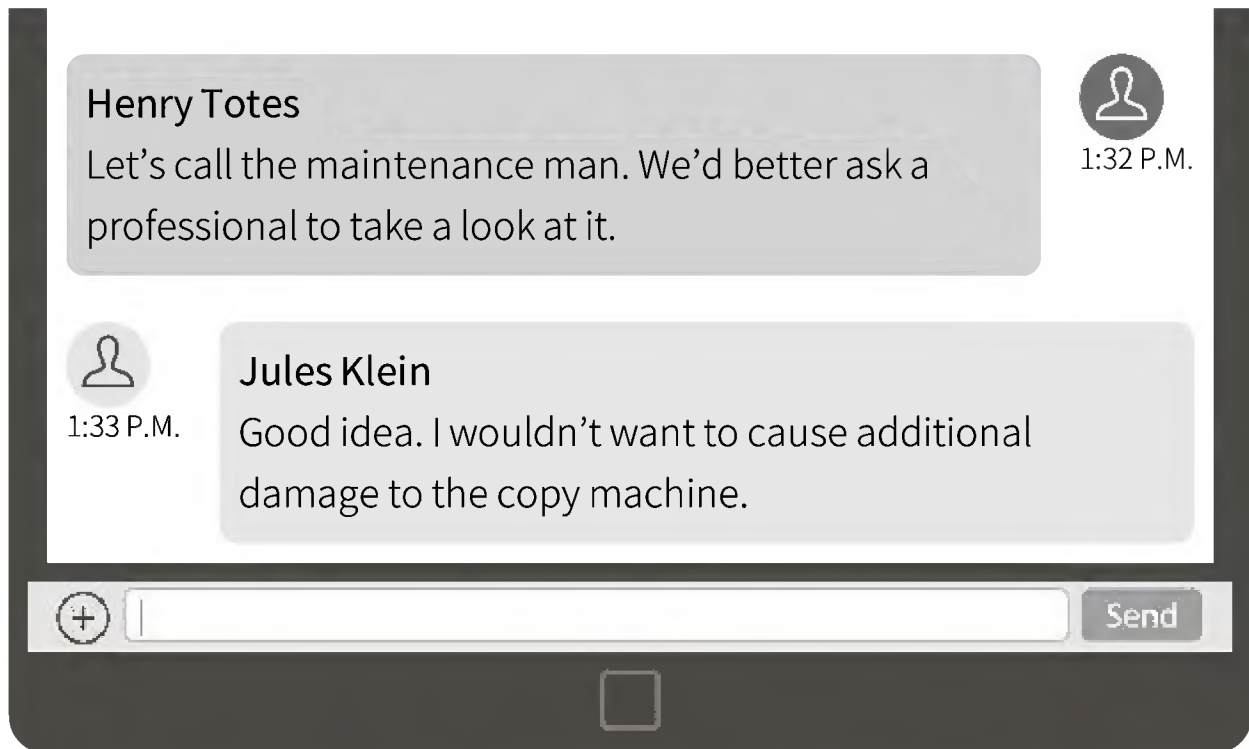 Henry Totes
Let’s call the maintenance man. We’d better ask a
professional to take a look at it.
1:32 P.M.
Jules Klein
Good idea. I wouldn’t want to cause additional
damage to the copy machine.
1:33 P.M.
+
Send